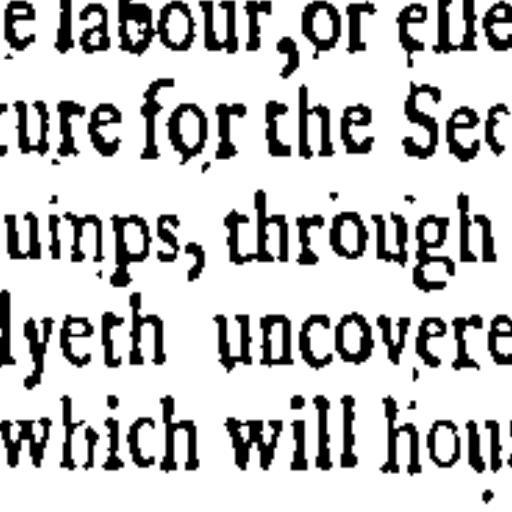 e labour, or elle
ture for the Sec
uinps, through
lyeth uncovere
which will hou